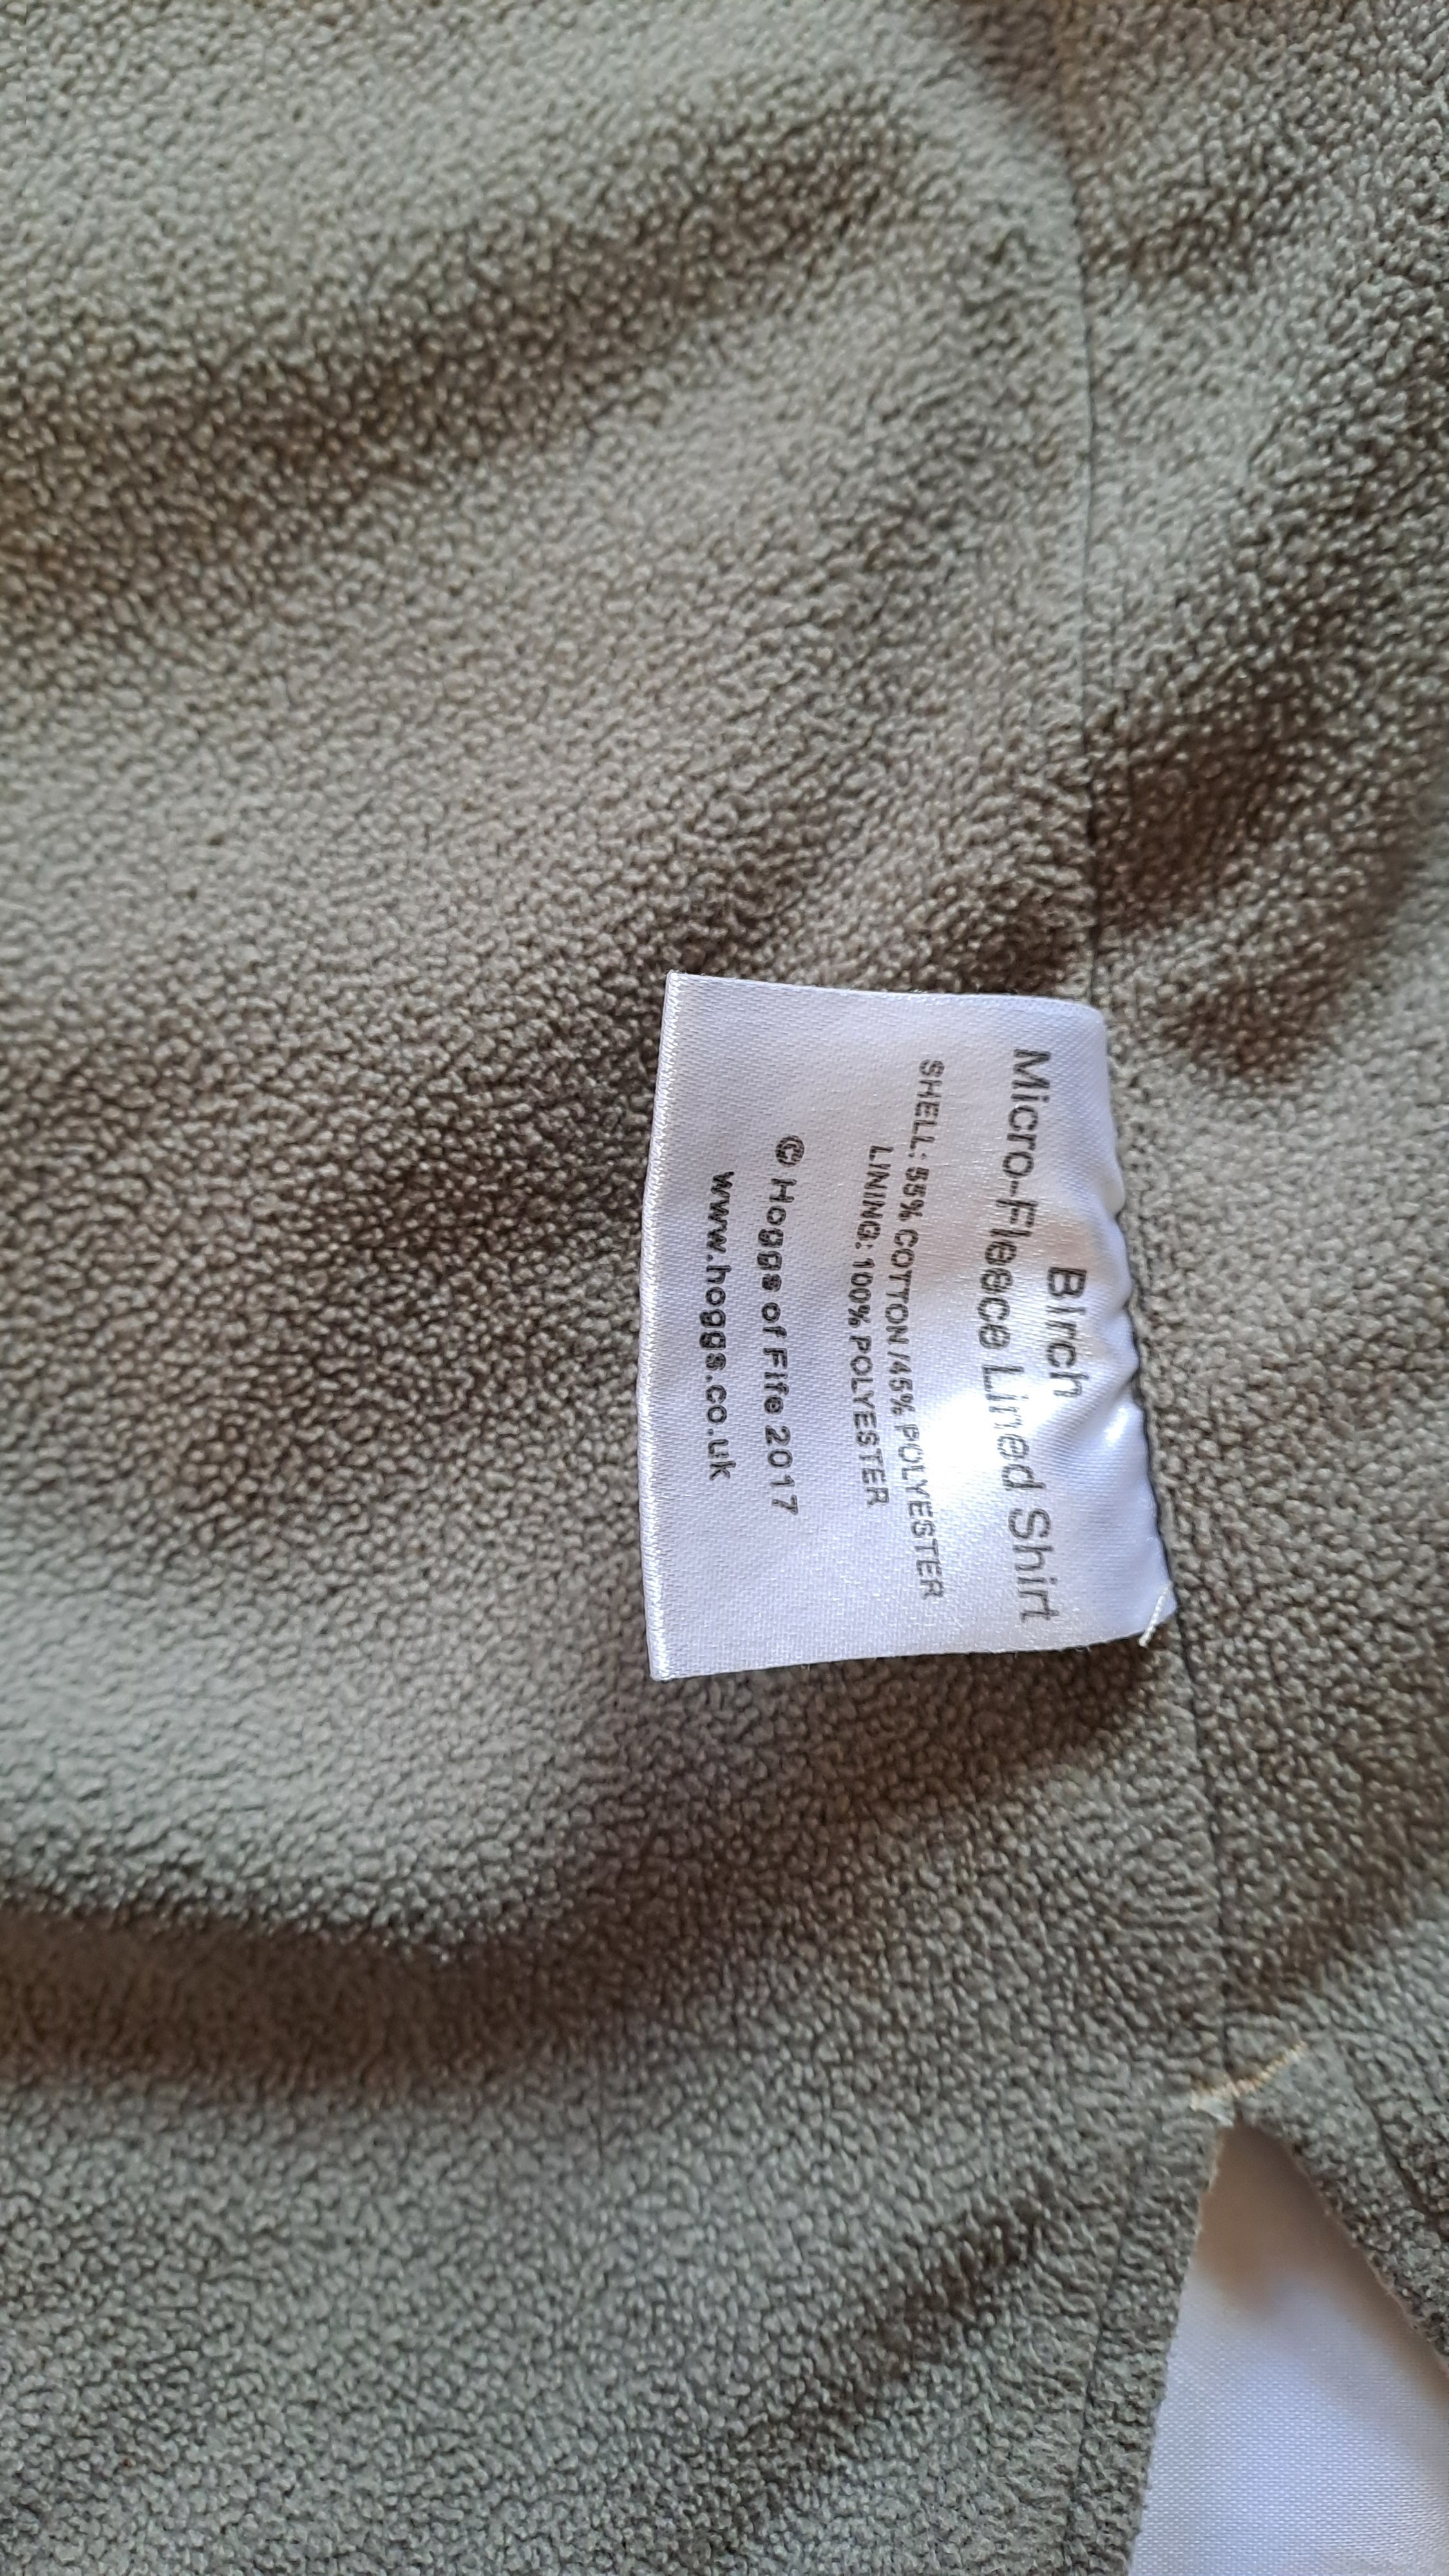 Birch
Micro-Fleece Lined Shirt
SHELL: 55% COTTON /45% POLYESTER
LINING: 100% POLYESTER
© Hoggs of Fife 2017
www.hoggs.co.uk